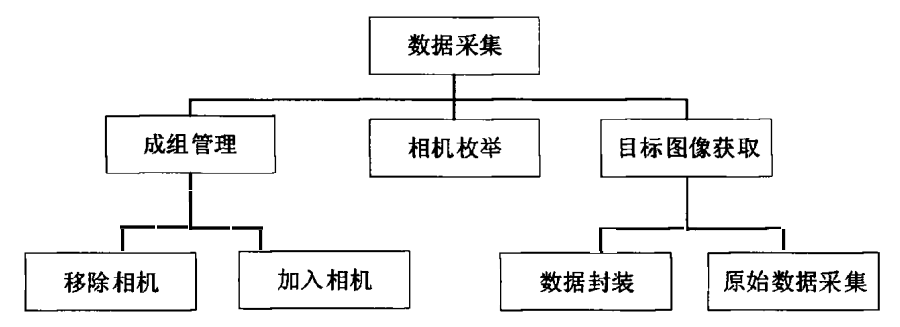 数据采集
成组管理
相机枚举
目标图像获取
移除相机
加入相机
数据封装
原始数据采集